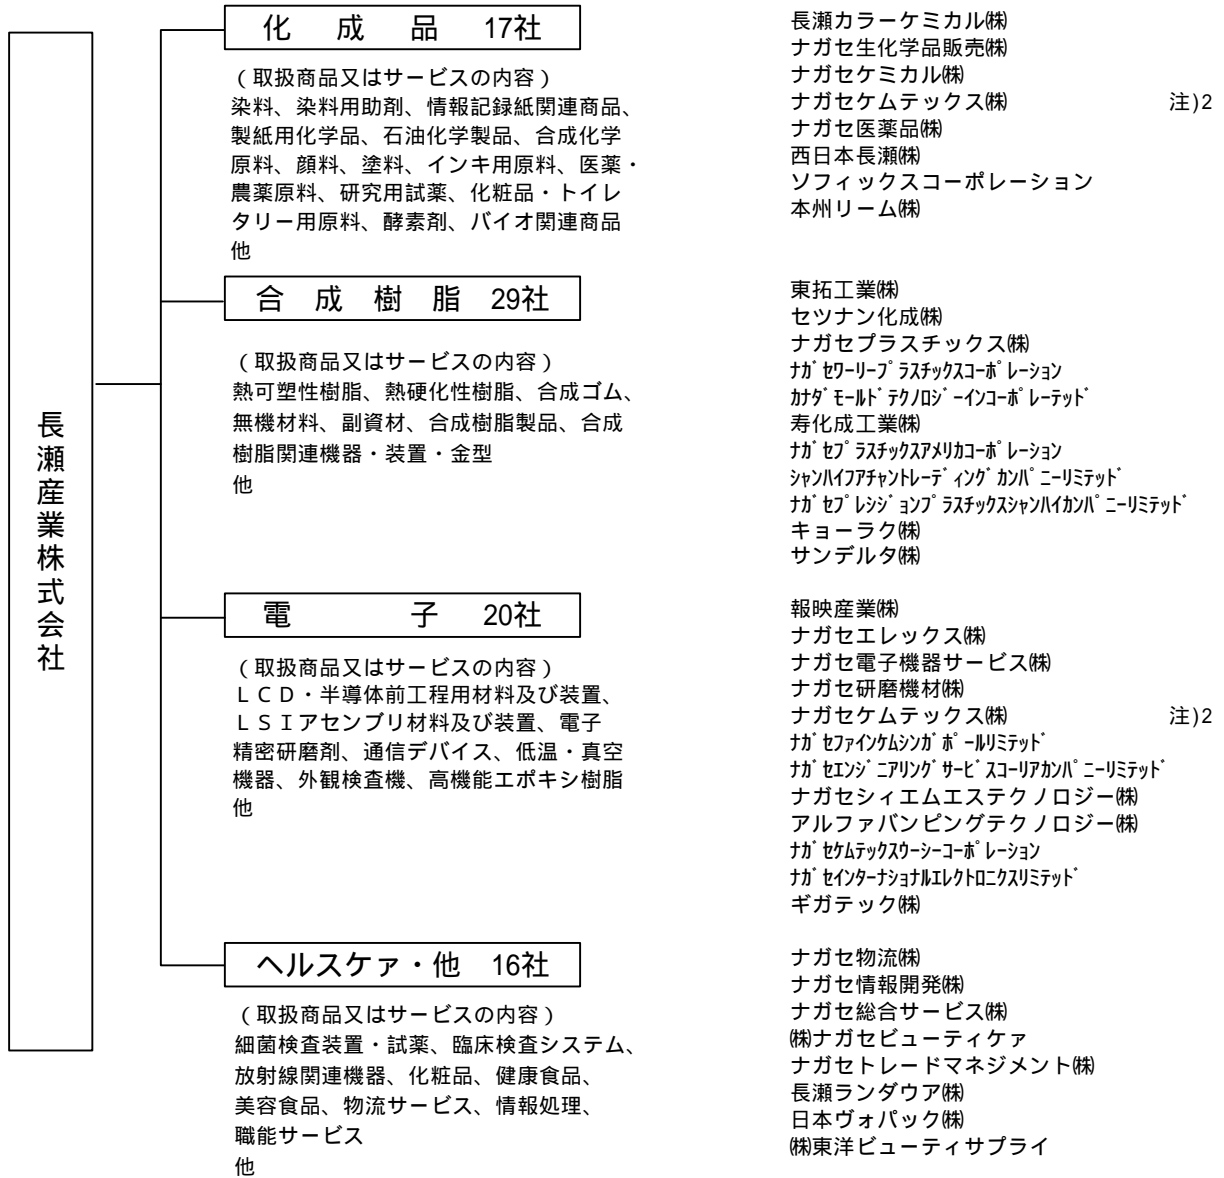 長瀬産業株式会社
化成品 17社
（取扱商品又はサービスの内容）
染料、染料用助剤、情報記録紙関連商品、
製紙用化学品、石油化学製品、合成化学
原料、顔料、塗料、インキ用原料、医薬・
農薬原料、研究用試薬、化粧品・トイレ
タリー用原料、酵素剤、バイオ関連商品
他
長瀬カラーケミカル㈱
ナガセ生化学品販売㈱
ナガセケミカル㈱
ナガセケムテックス㈱ 注)2
ナガセ医薬品㈱
西日本長瀬㈱
ソフィックスコーポレーション
本州リーム㈱
合成樹脂 29社
（取扱商品又はサービスの内容）
熱可塑性樹脂、熱硬化性樹脂、合成ゴム、
無機材料、副資材、合成樹脂製品、合成
樹脂関連機器・装置・金型
他
東拓工業㈱
セツナン化成㈱
ナガセプラスチックス㈱
ﾅｶﾞｾﾜｰﾘｰﾌﾟﾗｽﾁｯｸｽｺｰﾎﾟﾚｰｼｮﾝ
ｶﾅﾀﾞﾓｰﾙﾄﾞﾃｸﾉﾛｼﾞｰｲﾝｺｰﾎﾟﾚｰﾃｯﾄﾞ
寿化成工業㈱
ﾅｶﾞｾﾌﾟﾗｽﾁｯｸｽｱﾒﾘｶｺｰﾎﾟﾚｰｼｮﾝ
ｼｬﾝﾊｲﾌｱﾁｬﾝﾄﾚｰﾃﾞｨﾝｸﾞｶﾝﾊﾟﾆｰﾘﾐﾃｯﾄﾞ
ﾅｶﾞｾﾌﾟﾚｼｼﾞｮﾝﾌﾟﾗｽﾁｯｸｽｼｬﾝﾊｲｶﾝﾊﾟﾆｰﾘﾐﾃｯﾄﾞ
キョーラク㈱
サンデルタ㈱
電子 20社
（取扱商品又はサービスの内容）
ＬＣＤ・半導体前工程用材料及び装置、
ＬＳＩアセンブリ材料及び装置、電子
精密研磨剤、通信デバイス、低温・真空
機器、外観検査機、高機能エポキシ樹脂
他
報映産業㈱
ナガセエレックス㈱
ナガセ電子機器サービス㈱
ナガセ研磨機材㈱
ナガセケムテックス㈱ 注)2
ﾅｶﾞｾﾌｧｲﾝｹﾑｼﾝｶﾞﾎﾟｰﾙﾘﾐﾃｯﾄﾞ
ﾅｶﾞｾｴﾝｼﾞﾆｱﾘﾝｸﾞｻｰﾋﾞｽｺｰﾘｱｶﾝﾊﾟﾆｰﾘﾐﾃｯﾄﾞ
ナガセシィエムエステクノロジー㈱
アルファバンピングテクノロジー㈱
ﾅｶﾞｾｹﾑﾃｯｸｽｳｰｼｰｺｰﾎﾟﾚｰｼｮﾝ
ﾅｶﾞｾｲﾝﾀｰﾅｼｮﾅﾙｴﾚｸﾄﾛﾆｸｽﾘﾐﾃｯﾄﾞ
ギガテック㈱
ヘルスケァ・他 16社
（取扱商品又はサービスの内容）
細菌検査装置・試薬、臨床検査システム、
放射線関連機器、化粧品、健康食品、
美容食品、物流サービス、情報処理、
職能サービス
他
ナガセ物流㈱
ナガセ情報開発㈱
ナガセ総合サービス㈱
㈱ナガセビューティケァ
ナガセトレードマネジメント㈱
長瀬ランダウア㈱
日本ヴォパック㈱
㈱東洋ビューティサプライ